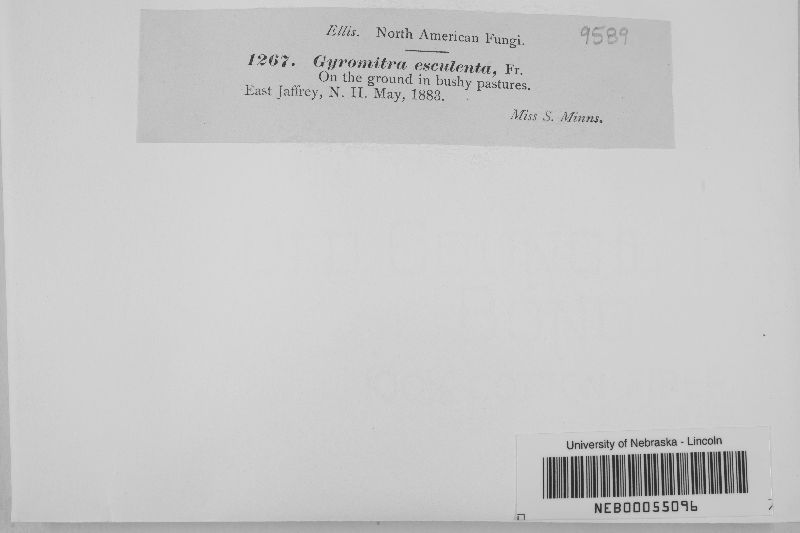 Ellis. North American Fungi. 9589
1267. Gyromitra esculenta, Fr.
On the ground in bushy pastures.
East Jaffrey, N. H. May, 1883.
Miss S. Minns.
University of Nebraska - Lincoln
NEB00055096